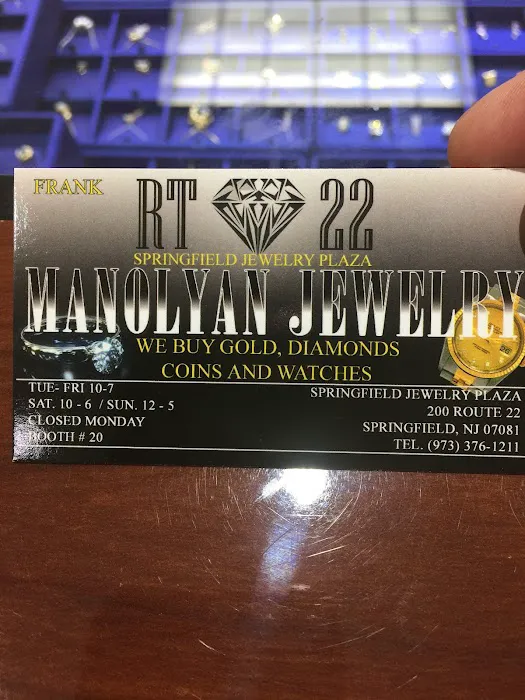 FRANK
RT 22
SPRINGFIELD JEWELRY PLAZA
MANOLYAN JEWELRY
WE BUY GOLD, DIAMONDS
COINS AND WATCHES
TUE- FRI 10-7
SAT. 10 - 6 / SUN. 12 - 5
CLOSED MONDAY
BOOTH # 20
SPRINGFIELD JEWELRY PLAZA
200 ROUTE 22
SPRINGFIELD, NJ 07081
TEL. (973) 376-1211